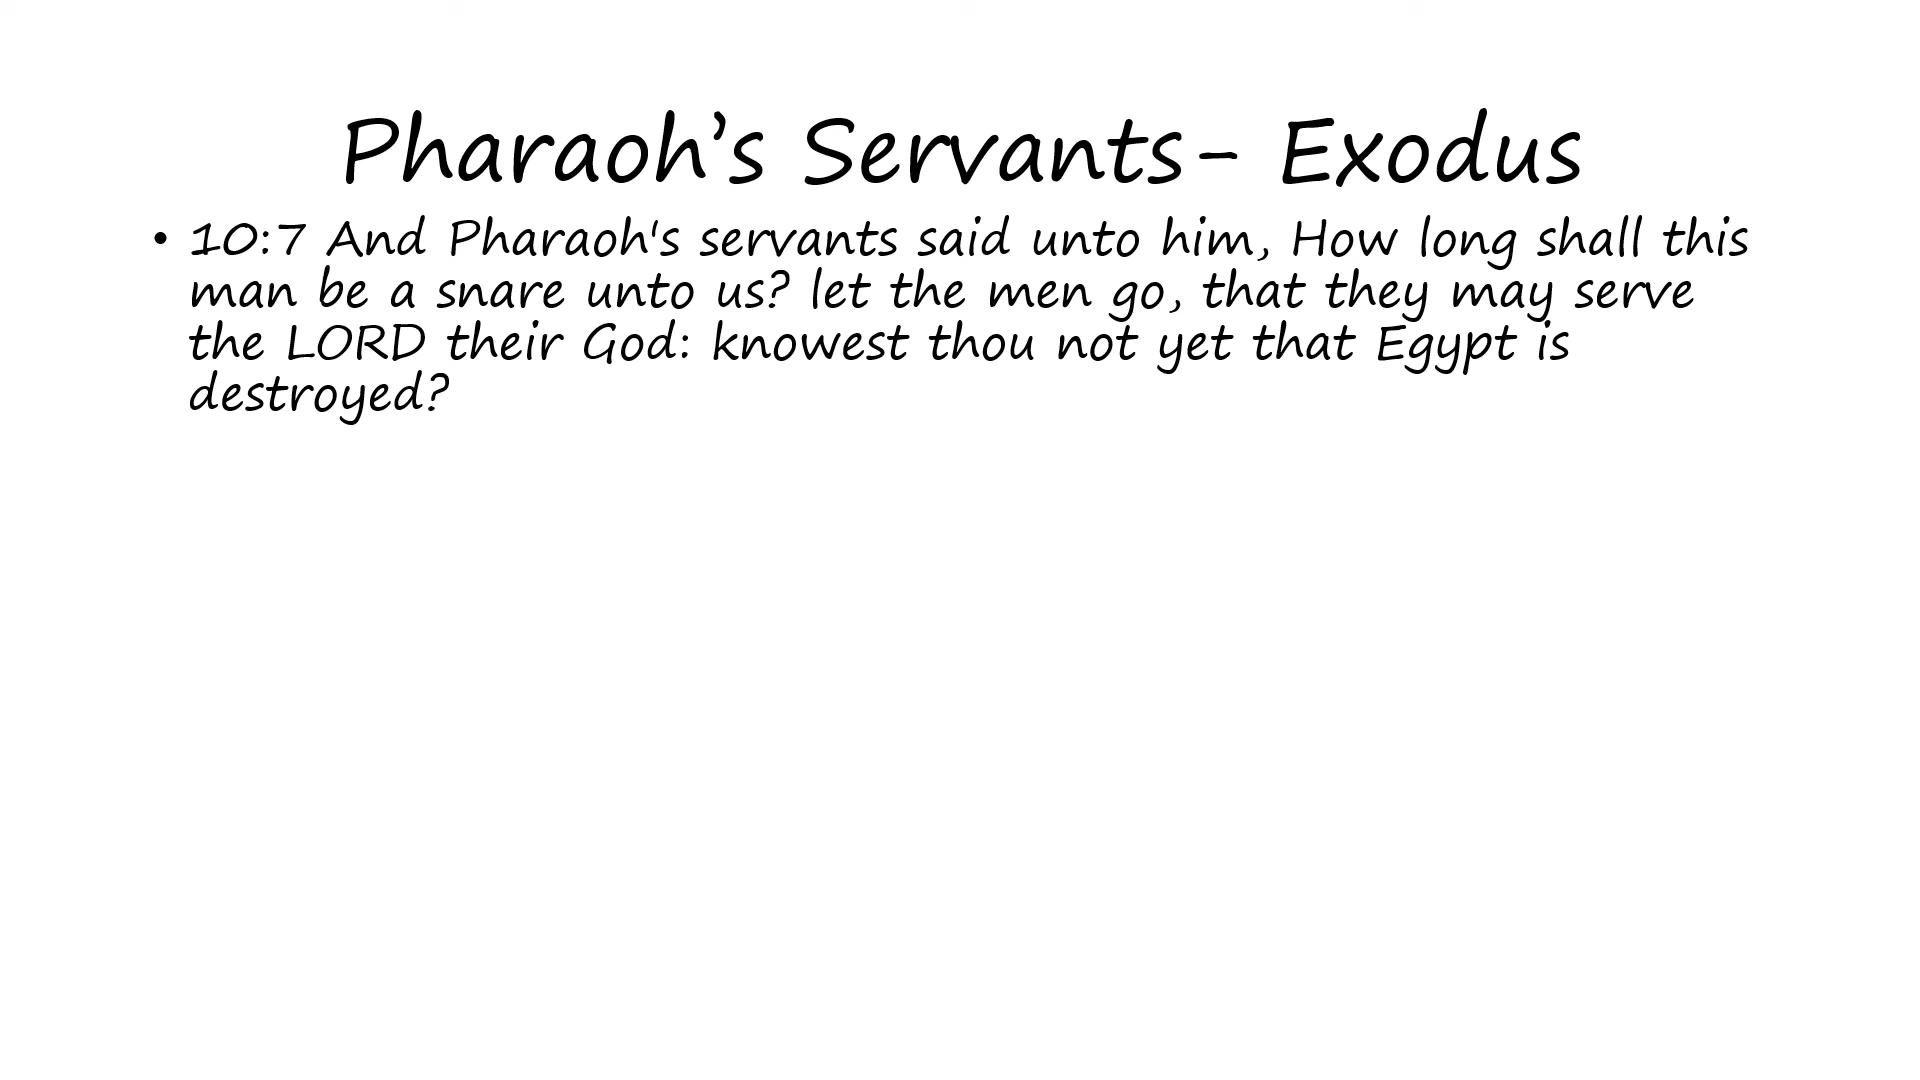 Pharaoh’s Servants- Exodus
• 10:7 And Pharaoh's servants said unto him, How long shall this
man be a snare unto us? let the men go, that they may serve
the LORD their God: knowest thou not yet that Egypt is
destroyed?